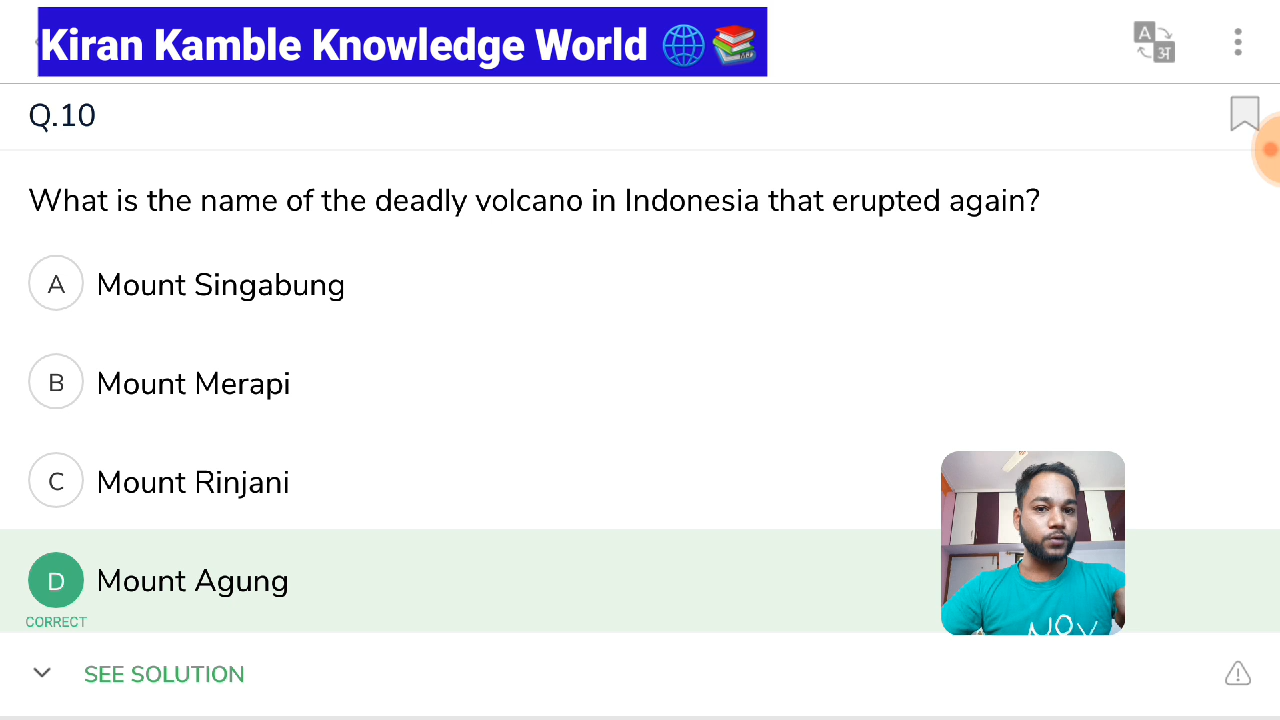 Kiran Kamble Knowledge World
A अ
Q.10
What is the name of the deadly volcano in Indonesia that erupted again?
A Mount Singabung
B Mount Merapi
C Mount Rinjani
D Mount Agung
CORRECT
SEE SOLUTION